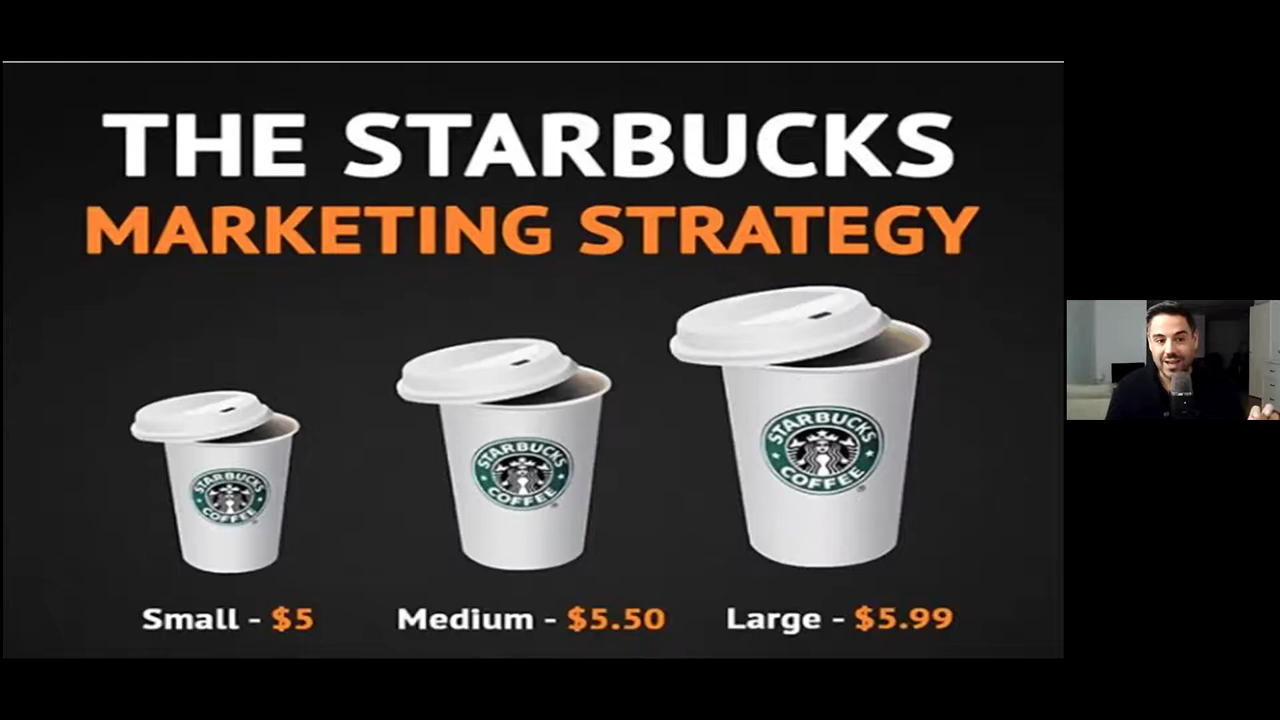 THE STARBUCKS
MARKETING STRATEGY
STARBUCKS
COFFEE
STARBUCKS
COFFEE
STARBUCKS
COFFEE
Small - $5
Medium - $5.50
Large - $5.99